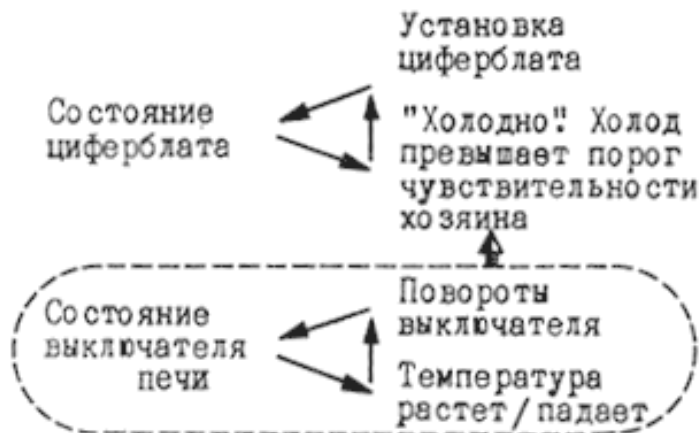 Установка
циферблата
Состояние
циферблата
"Холодно". Холод
превышает порог
чувствительности
хозяина
Состояние
выключателя
печи
Повороты
выключателя
Температура
растет/падает